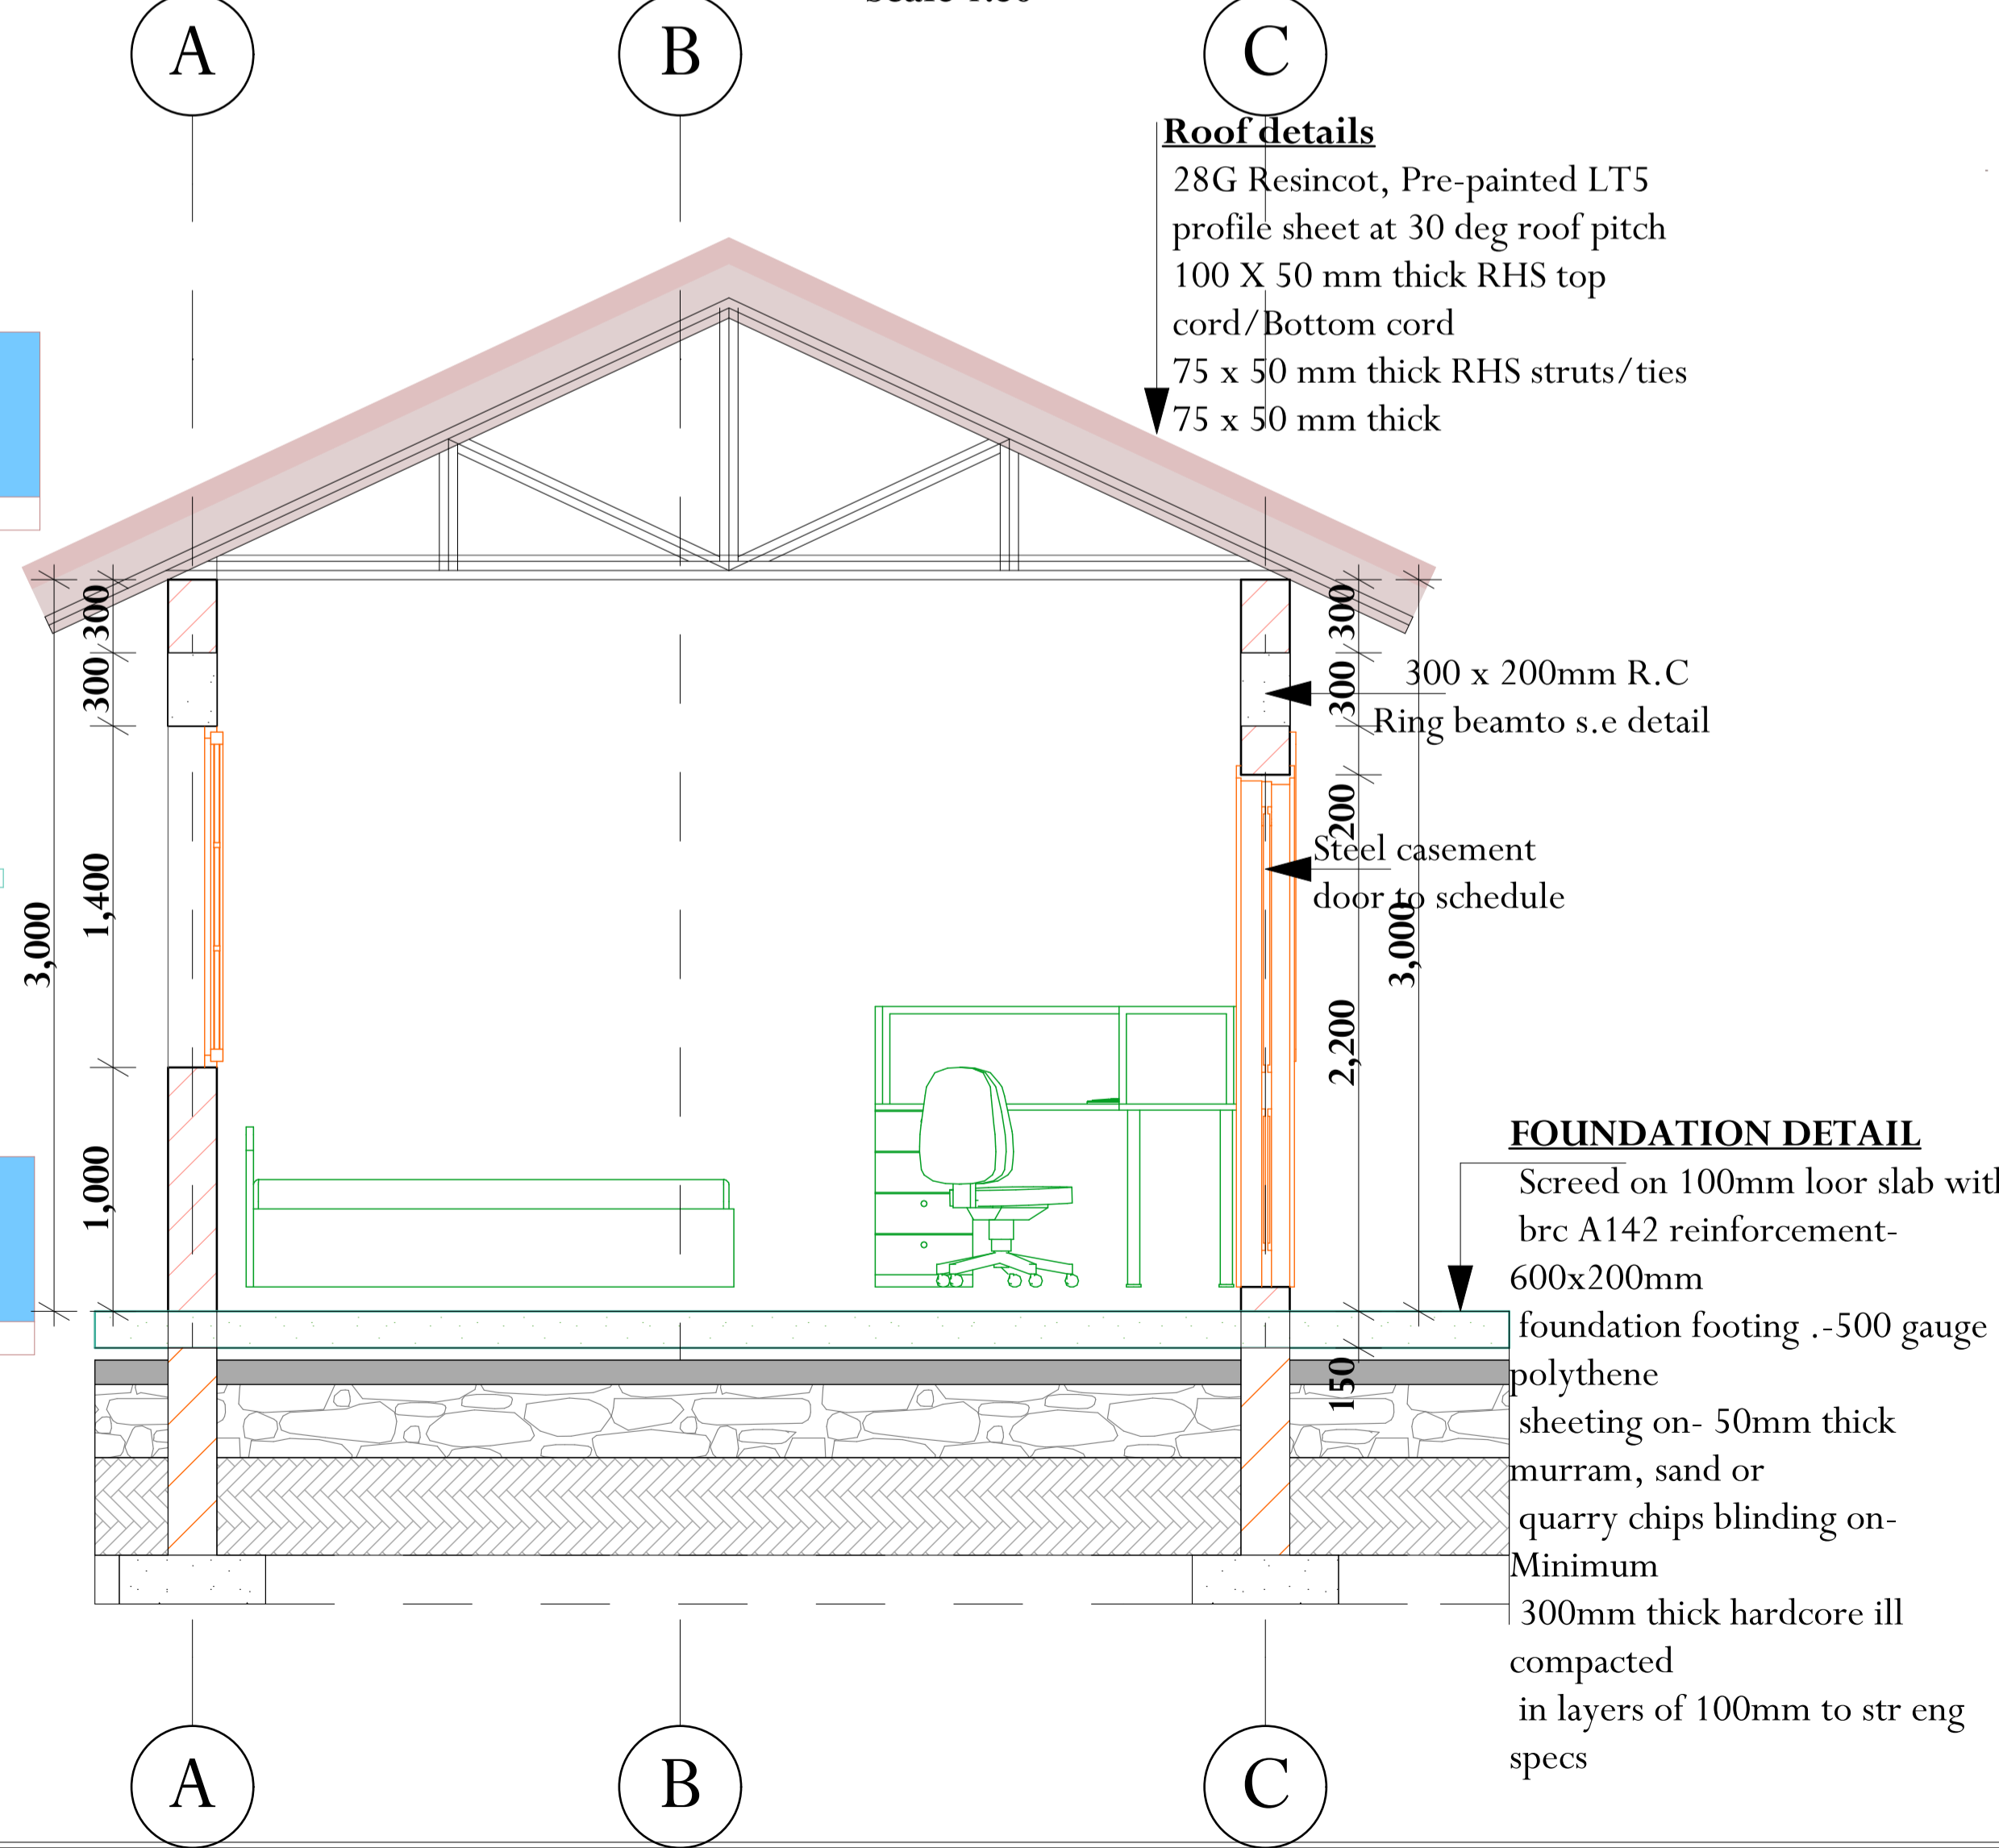 A
B
C
Roof details
28G Resincot, Pre-painted LT5
profile sheet at 30 deg roof pitch
100 X 50 mm thick RHS top
cord/Bottom cord
75 x 50 mm thick RHS struts/ties
75 x 50 mm thick
300
300
1,400
1,000
3,000
300
300
200
2,200
150
3,000
300 x 200mm R.C
Ring beamto s.e detail
Steel casement
door to schedule
FOUNDATION DETAIL
Screed on 100mm loor slab with
brc A142 reinforcement-
600x200mm
foundation footing .-500 gauge
polythene
sheeting on- 50mm thick
murram, sand or
quarry chips blinding on-
Minimum
300mm thick hardcore ill
compacted
in layers of 100mm to str eng
specs
A
B
C